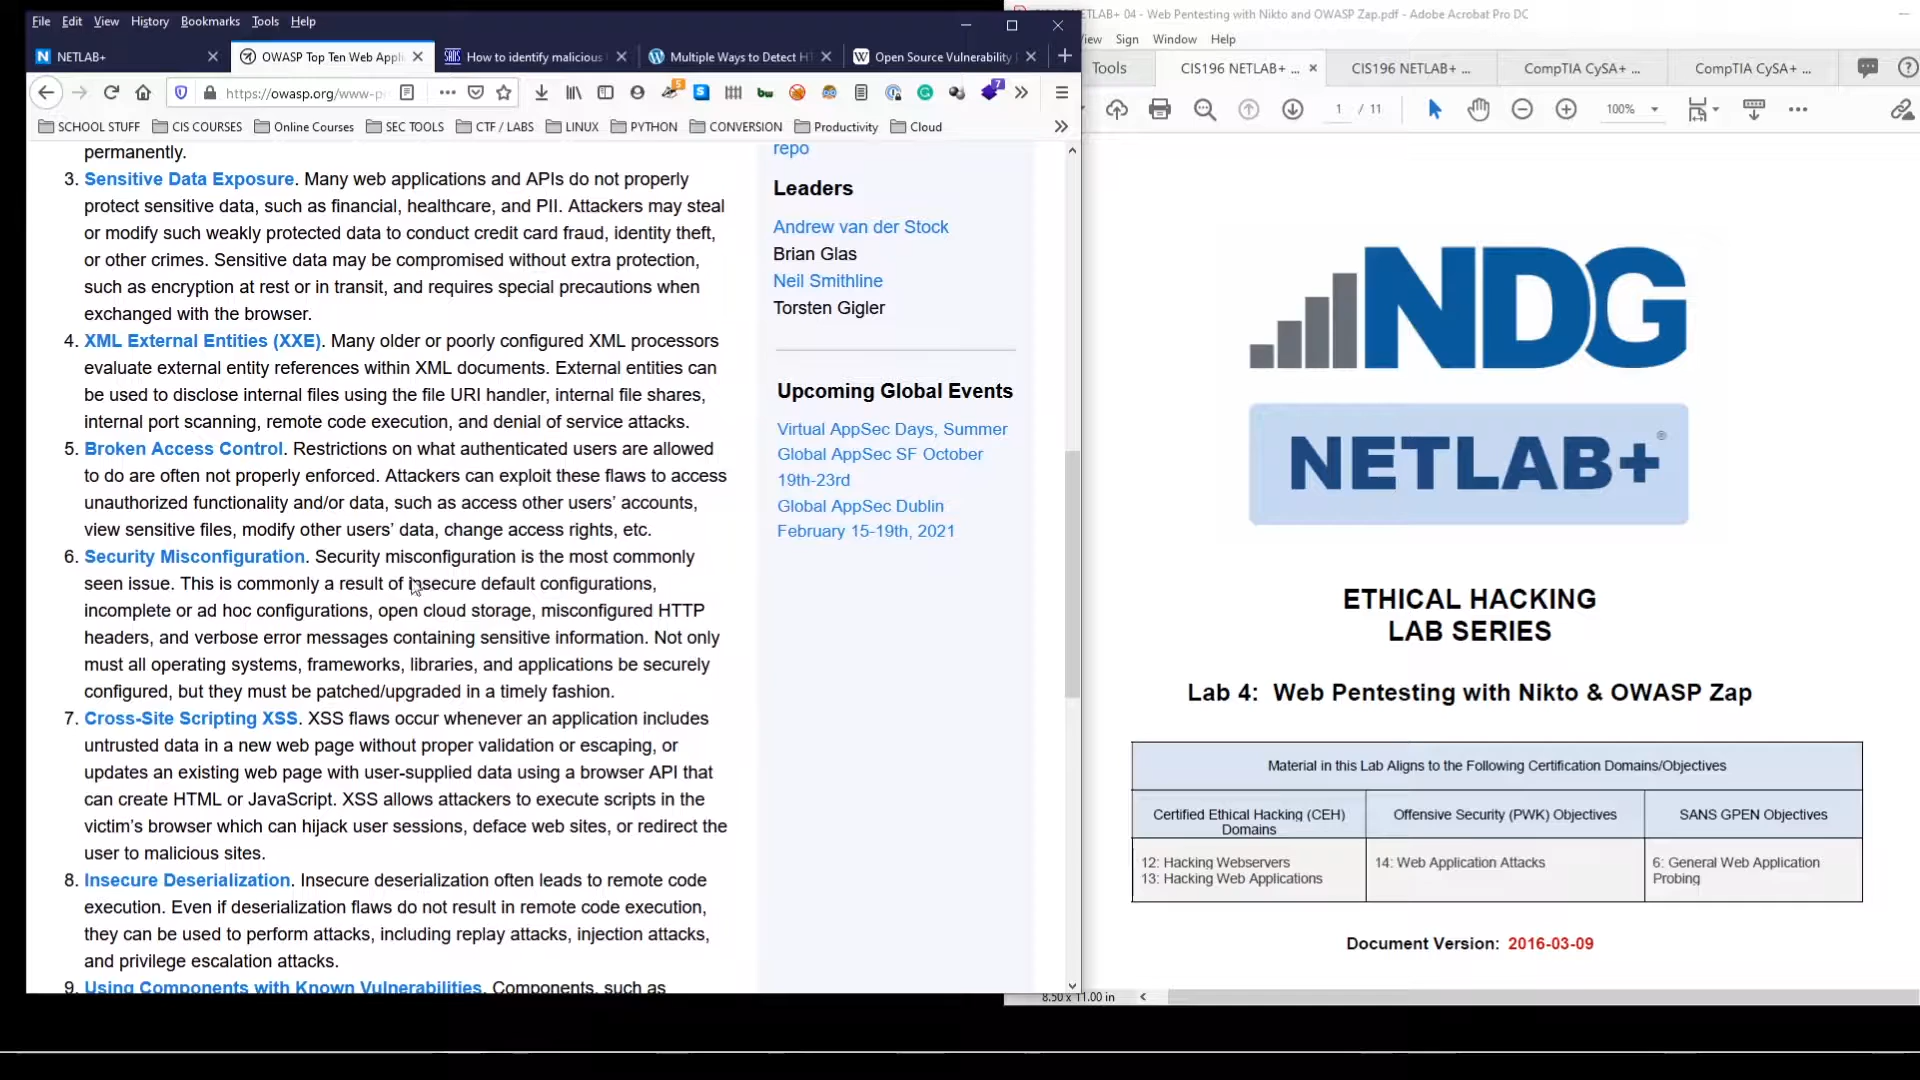 File Edit View History Bookmarks Tools Help
NETLAB+
OWASP Top Ten Web Appli
SANS How to identify malicious
Multiple Ways to Detect HT
W Open Source Vulnerability
https://owasp.org/www-p
5
7
SCHOOL STUFF CIS COURSES Online Courses SEC TOOLS CTF / LABS LINUX PYTHON CONVERSION Productivity Cloud
permanently.
3. Sensitive Data Exposure. Many web applications and APIs do not properly
protect sensitive data, such as financial, healthcare, and PII. Attackers may steal
or modify such weakly protected data to conduct credit card fraud, identity theft,
or other crimes. Sensitive data may be compromised without extra protection,
such as encryption at rest or in transit, and requires special precautions when
exchanged with the browser.
4. XML External Entities (XXE). Many older or poorly configured XML processors
evaluate external entity references within XML documents. External entities can
be used to disclose internal files using the file URI handler, internal file shares,
internal port scanning, remote code execution, and denial of service attacks.
5. Broken Access Control. Restrictions on what authenticated users are allowed
to do are often not properly enforced. Attackers can exploit these flaws to access
unauthorized functionality and/or data, such as access other users’ accounts,
view sensitive files, modify other users’ data, change access rights, etc.
6. Security Misconfiguration. Security misconfiguration is the most commonly
seen issue. This is commonly a result of insecure default configurations,
incomplete or ad hoc configurations, open cloud storage, misconfigured HTTP
headers, and verbose error messages containing sensitive information. Not only
must all operating systems, frameworks, libraries, and applications be securely
configured, but they must be patched/upgraded in a timely fashion.
7. Cross-Site Scripting XSS. XSS flaws occur whenever an application includes
untrusted data in a new web page without proper validation or escaping, or
updates an existing web page with user-supplied data using a browser API that
can create HTML or JavaScript. XSS allows attackers to execute scripts in the
victim’s browser which can hijack user sessions, deface web sites, or redirect the
user to malicious sites.
8. Insecure Deserialization. Insecure deserialization often leads to remote code
execution. Even if deserialization flaws do not result in remote code execution,
they can be used to perform attacks, including replay attacks, injection attacks,
and privilege escalation attacks.
9. Using Components with Known Vulnerabilities. Components, such as
repo
Leaders
Andrew van der Stock
Brian Glas
Neil Smithline
Torsten Gigler
Upcoming Global Events
Virtual AppSec Days, Summer
Global AppSec SF October
19th-23rd
Global AppSec Dublin
February 15-19th, 2021
ETLAB+ 04 - Web Pentesting with Nikto and OWASP Zap.pdf - Adobe Acrobat Pro DC
iew Sign Window Help
Tools
CIS196 NETLAB+ ...
CIS196 NETLAB+ ...
CompTIA CySA+ ...
CompTIA CySA+ ...
1 / 11
100%
NDG
NETLAB+®
ETHICAL HACKING
LAB SERIES
Lab 4: Web Pentesting with Nikto & OWASP Zap
Material in this Lab Aligns to the Following Certification Domains/Objectives
Certified Ethical Hacking (CEH)
Domains
Offensive Security (PWK) Objectives
SANS GPEN Objectives
12: Hacking Webservers
13: Hacking Web Applications
14: Web Application Attacks
6: General Web Application
Probing
Document Version: 2016-03-09
8.50 x 11.00 in